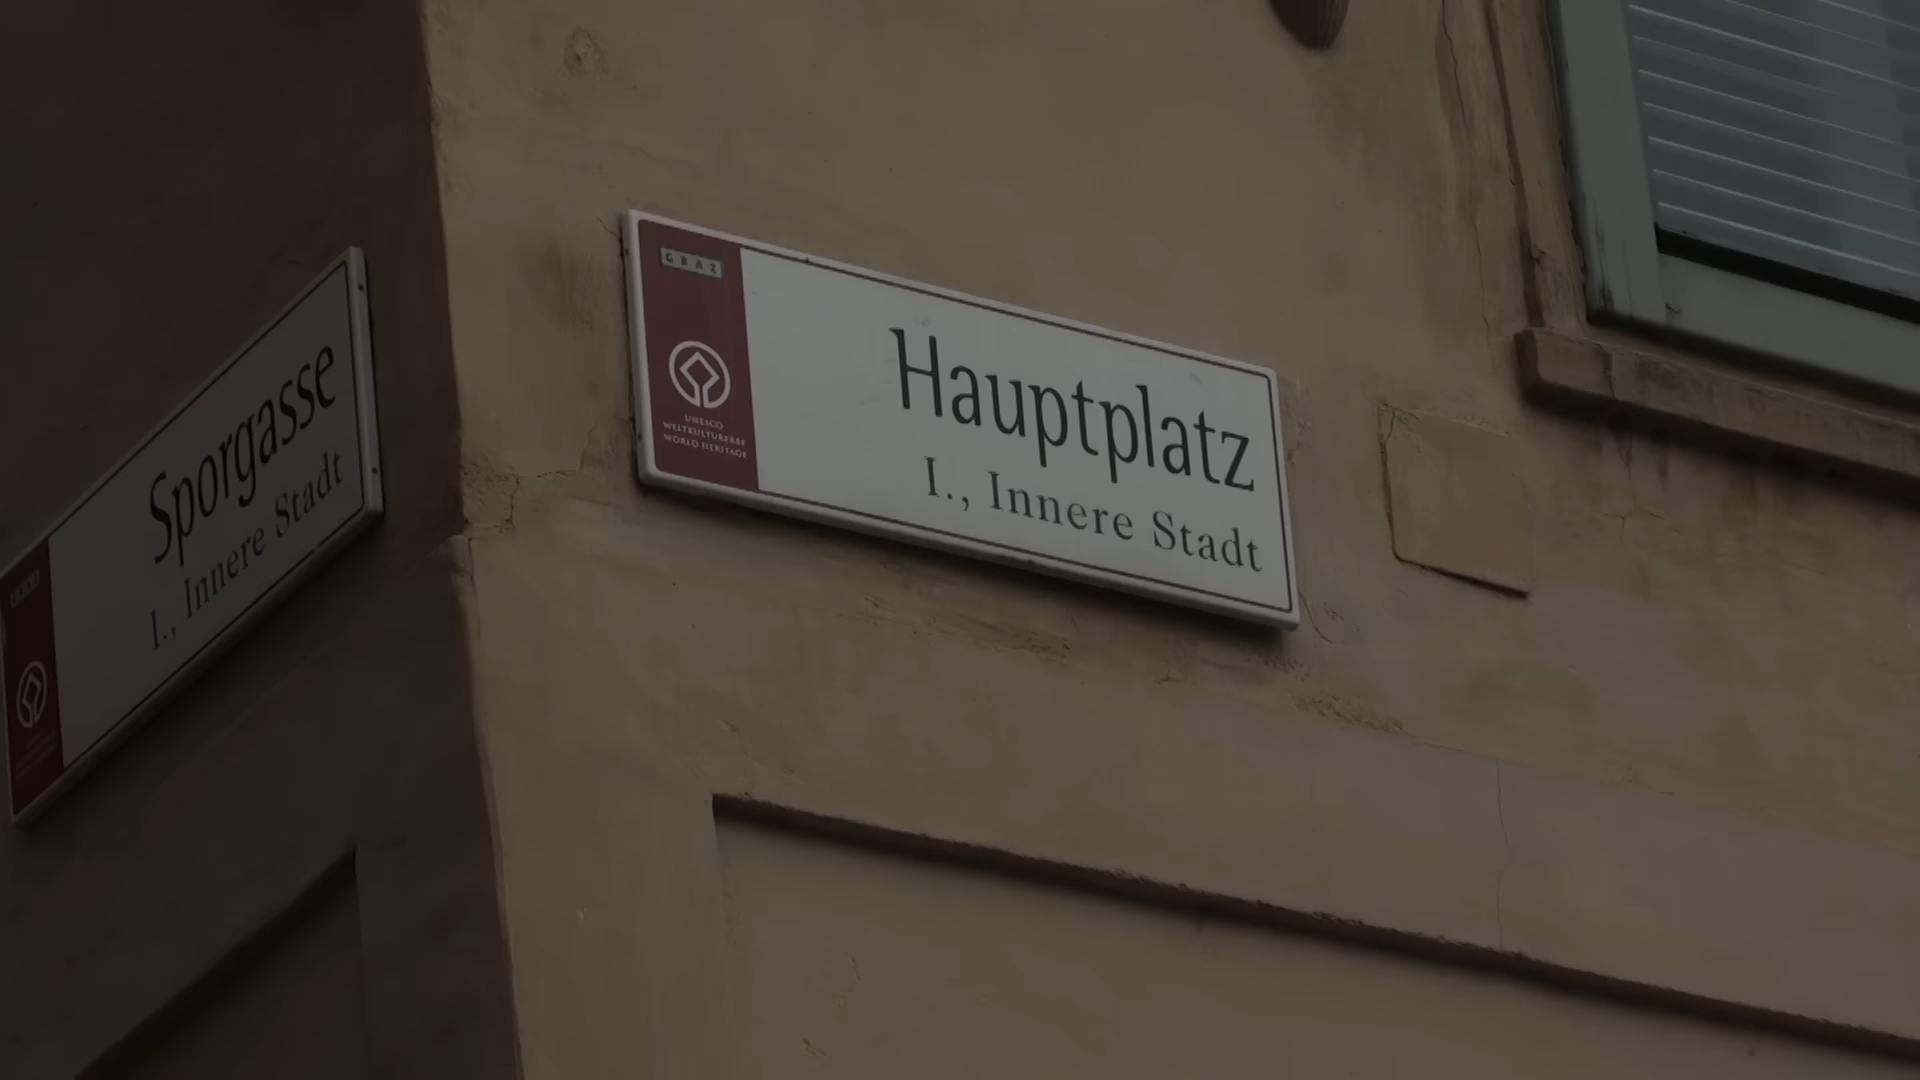 Sporgasse
I., Innere Stadt
GRAZ
UNESCO
WELTKULTURERBE
WORLD HERITAGE
Hauptplatz
I., Innere Stadt